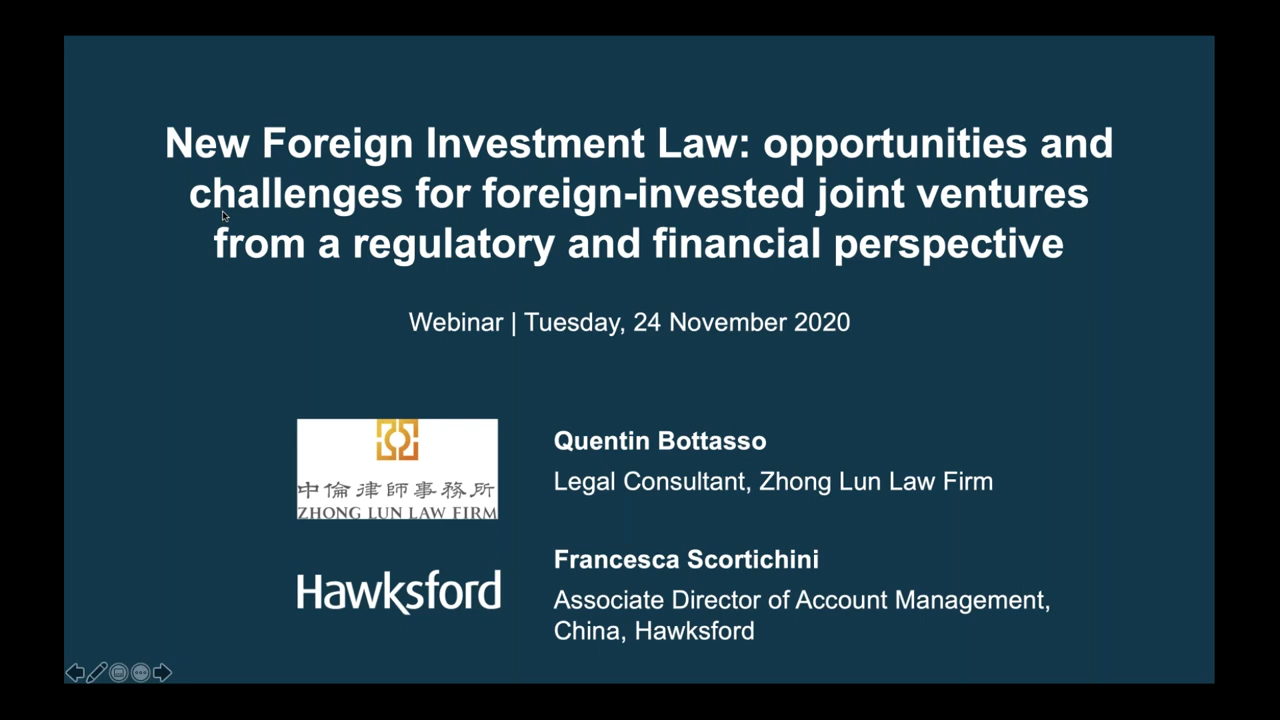 New Foreign Investment Law: opportunities and
challenges for foreign-invested joint ventures
from a regulatory and financial perspective
Webinar | Tuesday, 24 November 2020
中倫律師事務所
ZHONG LUN LAW FIRM
Quentin Bottasso
Legal Consultant, Zhong Lun Law Firm
Hawksford
Francesca Scortichini
Associate Director of Account Management,
China, Hawksford